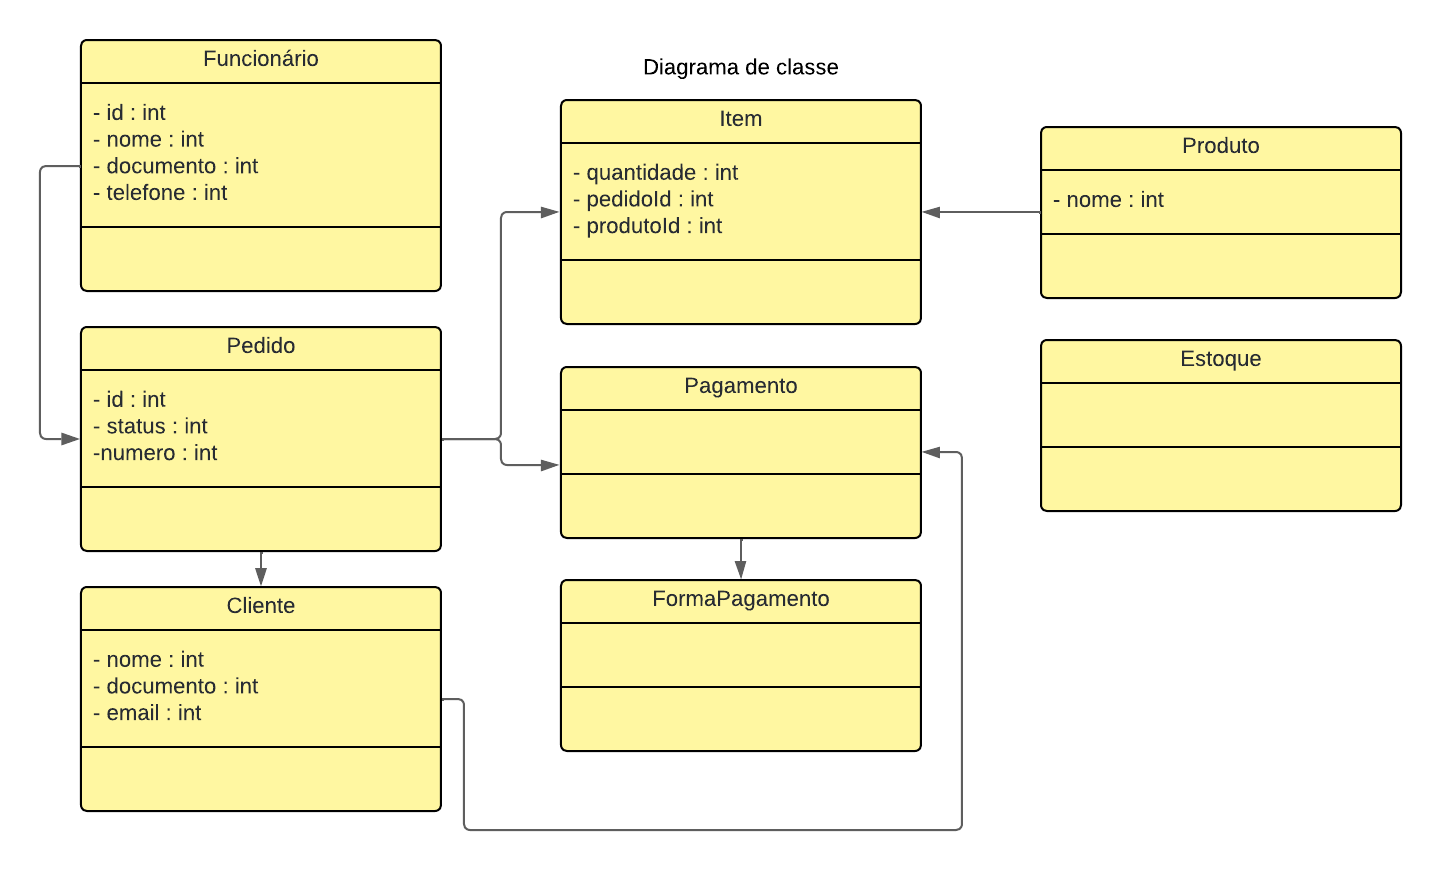 Diagrama de classe
Funcionário
- id : int
- nome : int
- documento : int
- telefone : int
Pedido
- id : int
- status : int
-numero : int
Cliente
- nome : int
- documento : int
- email : int
Item
- quantidade : int
- pedidoId : int
- produtoId : int
Pagamento
FormaPagamento
Produto
- nome : int
Estoque